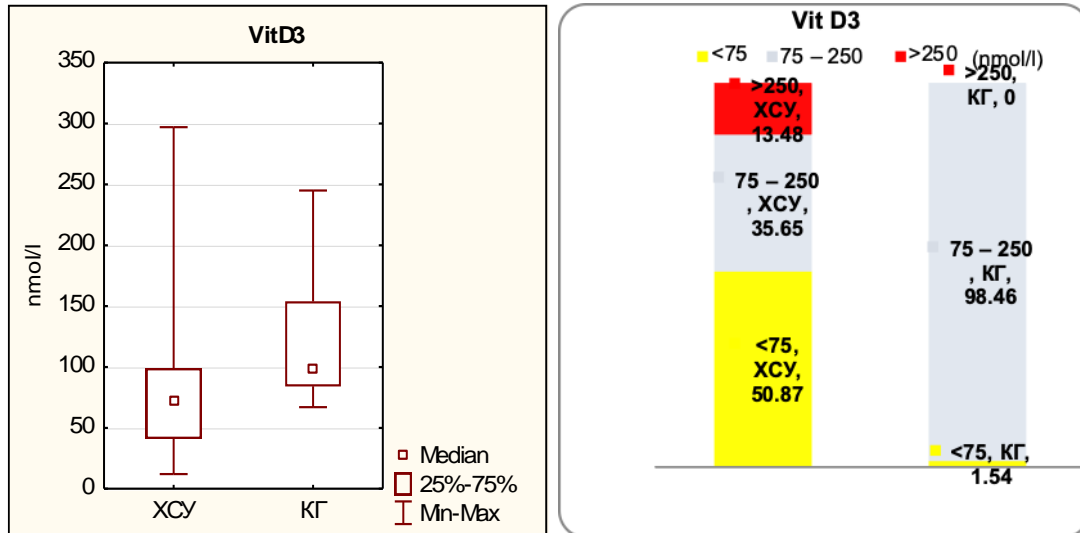 VitD3
350
300
250
200
150
100
50
0
nmol/l
ХСУ КГ
Median
25%-75%
Min-Max
Vit D3
<75 75 – 250 >250 (nmol/l)
>250,
ХСУ,
13.48
>250,
КГ, 0
75 – 250
, ХСУ,
35.65
75 – 250
, КГ,
98.46
<75,
ХСУ,
50.87
<75, КГ,
1.54